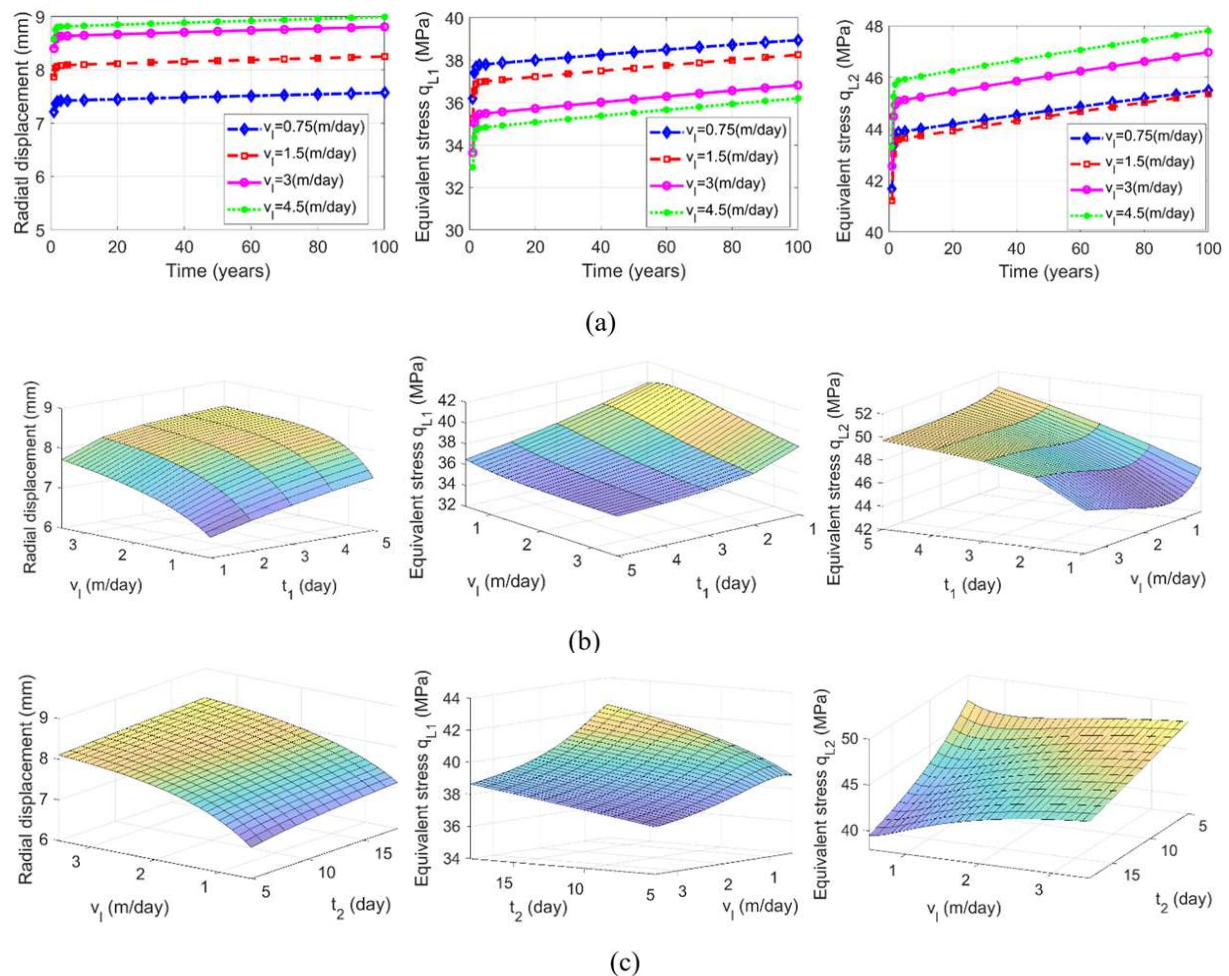 Radiatl displacement (mm)
9
8
7
6
5
0
20
40
60
80
100
Time (years)
v_l=0.75(m/day)
v_l=1.5(m/day)
v_l=3(m/day)
v_l=4.5(m/day)
Equivalent stress q_L1 (MPa)
40
38
36
34
32
30
0
20
40
60
80
100
Time (years)
v_l=0.75(m/day)
v_l=1.5(m/day)
v_l=3(m/day)
v_l=4.5(m/day)
Equivalent stress q_L2 (MPa)
48
46
44
42
40
0
20
40
60
80
100
Time (years)
v_l=0.75(m/day)
v_l=1.5(m/day)
v_l=3(m/day)
v_l=4.5(m/day)
(a)
Radial displacement (mm)
9
8
7
6
3
2
1
v_l (m/day)
1
2
3
4
5
t_1 (day)
Equivalent stress q_L1 (MPa)
42
40
38
36
34
32
1
2
3
v_l (m/day)
5
4
3
2
1
t_1 (day)
Equivalent stress q_L2 (MPa)
52
50
48
46
44
42
5
4
3
2
1
t_1 (day)
3
2
1
v_l (m/day)
(b)
Radial displacement (mm)
9
8
7
6
3
2
1
v_l (m/day)
5
10
15
t_2 (day)
Equivalent stress q_L1 (MPa)
44
42
40
38
36
34
15
10
5
t_2 (day)
3
2
1
v_l (m/day)
Equivalent stress q_L2 (MPa)
50
45
40
1
2
3
v_l (m/day)
15
10
5
t_2 (day)
(c)